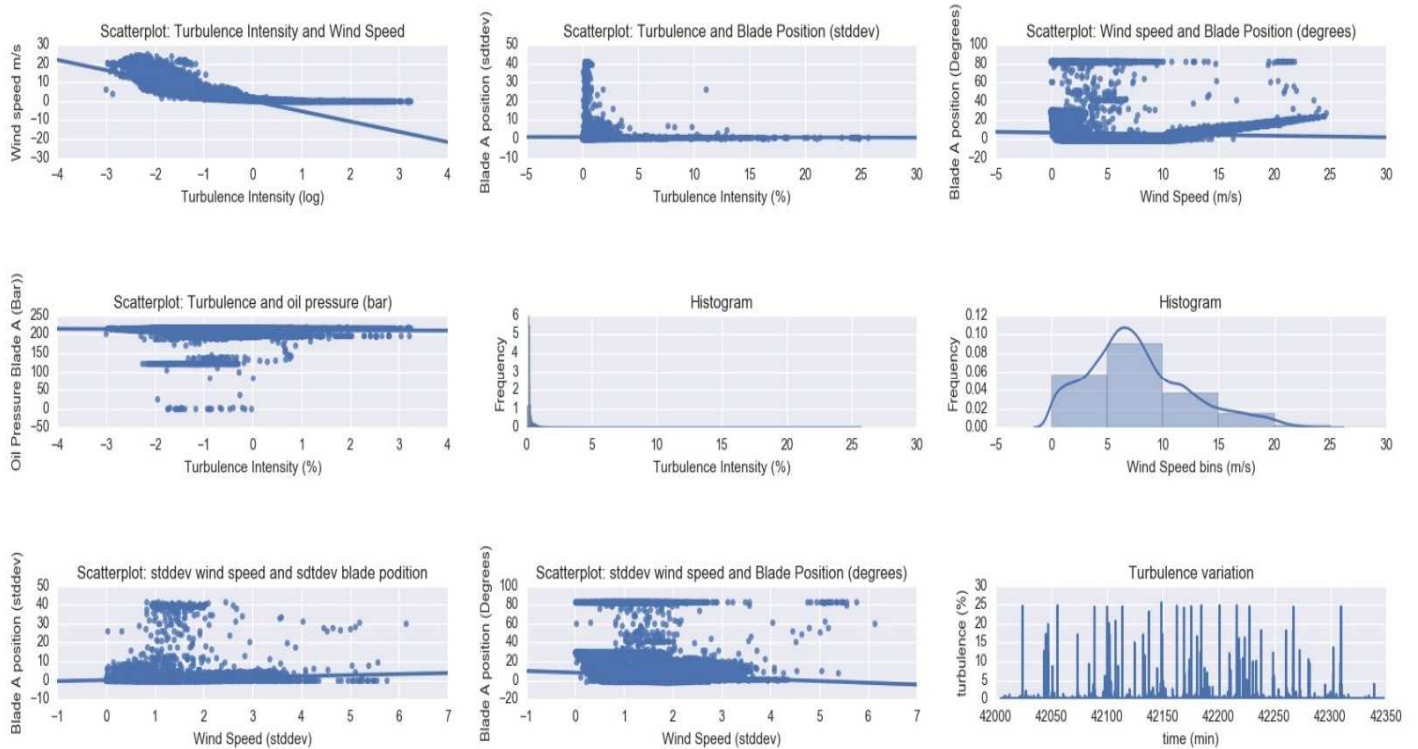 Scatterplot: Turbulence Intensity and Wind Speed
Wind speed m/s
30
20
10
0
−10
−20
−30
−4 −3 −2 −1 0 1 2 3 4
Turbulence Intensity (log)
Scatterplot: Turbulence and Blade Position (stddev)
Blade A position (sdtdev)
50
40
30
20
10
0
−10
−5 0 5 10 15 20 25 30
Turbulence Intensity (%)
Scatterplot: Wind speed and Blade Position (degrees)
Blade A position (Degrees)
100
80
60
40
20
0
−20
−5 0 5 10 15 20 25 30
Wind Speed (m/s)
Scatterplot: Turbulence and oil pressure (bar)
Oil Pressure Blade A (Bar))
250
200
150
100
50
0
−50
−4 −3 −2 −1 0 1 2 3 4
Turbulence Intensity (%)
Histogram
Frequency
6
5
4
3
2
1
0
0 5 10 15 20 25 30
Turbulence Intensity (%)
Histogram
Frequency
0.12
0.10
0.08
0.06
0.04
0.02
0.00
−5 0 5 10 15 20 25 30
Wind Speed bins (m/s)
Scatterplot: stddev wind speed and sdtdev blade podition
Blade A position (stddev)
50
40
30
20
10
0
−10
−1 0 1 2 3 4 5 6 7
Wind Speed (stddev)
Scatterplot: stddev wind speed and Blade Position (degrees)
Blade A position (Degrees)
100
80
60
40
20
0
−20
−1 0 1 2 3 4 5 6 7
Wind Speed (stddev)
Turbulence variation
turbulence (%)
30
25
20
15
10
5
0
42000 42050 42100 42150 42200 42250 42300 42350
time (min)